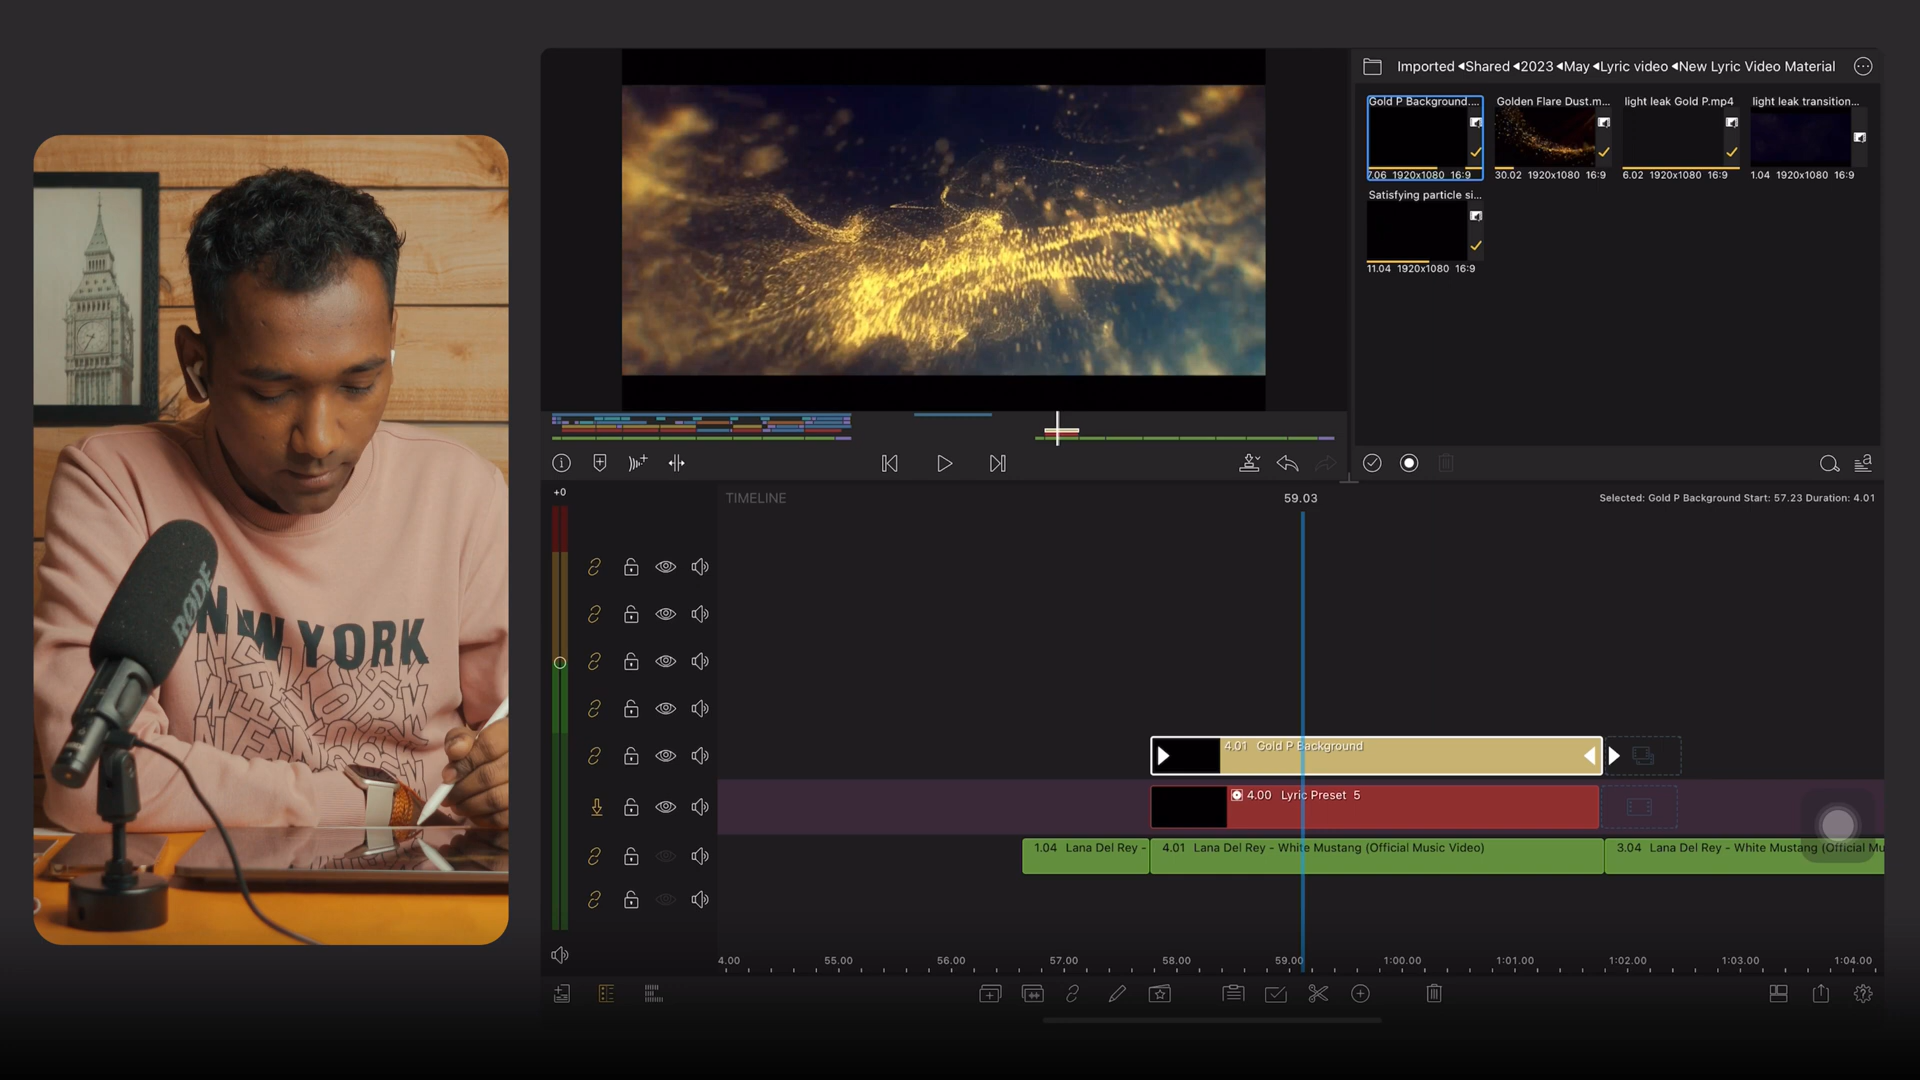 Imported ◂Shared ◂2023 ◂May ◂Lyric video ◂New Lyric Video Material
Gold P Background....
Golden Flare Dust.m...
light leak Gold P.mp4
light leak transition...
7.06 1920x1080 16:9
30.02 1920x1080 16:9
6.02 1920x1080 16:9
1.04 1920x1080 16:9
Satisfying particle si...
11.04 1920x1080 16:9
+0
TIMELINE
59.03
Selected: Gold P Background Start: 57.23 Duration: 4.01
RØDE
NEW YORK
4.01 Gold P Background
4.00 Lyric Preset 5
1.04 Lana Del Rey -
4.01 Lana Del Rey - White Mustang (Official Music Video)
3.04 Lana Del Rey - White Mustang (Official Mu
4.00
55.00
56.00
57.00
58.00
59.00
1:00.00
1:01.00
1:02.00
1:03.00
1:04.00